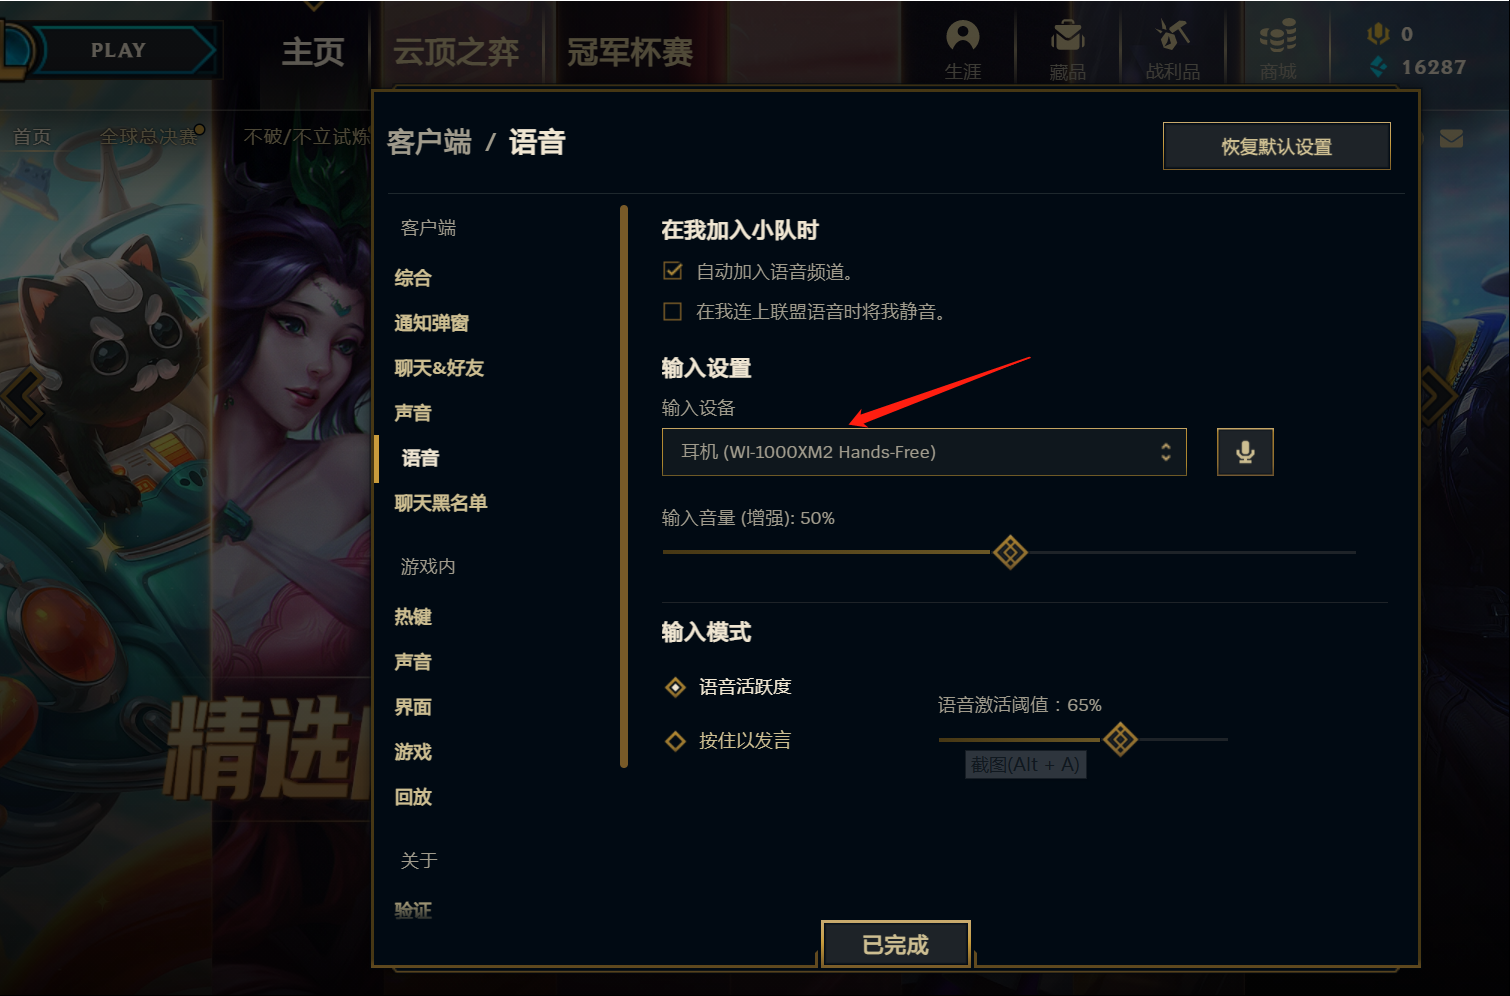 PLAY
主页
云顶之弈
冠军杯赛
生涯
藏品
战利品
商城
0
16287
首页
全球总决赛
不破/不立试炼
客户端 / 语音
恢复默认设置
客户端
综合
通知弹窗
聊天&好友
声音
语音
聊天黑名单
游戏内
热键
声音
界面
游戏
回放
关于
验证
在我加入小队时
自动加入语音频道。
在我连上联盟语音时将我静音。
输入设置
输入设备
耳机 (WI-1000XM2 Hands-Free)
输入音量 (增强): 50%
输入模式
语音活跃度
按住以发言
语音激活阈值：65%
截图(Alt + A)
精选
已完成